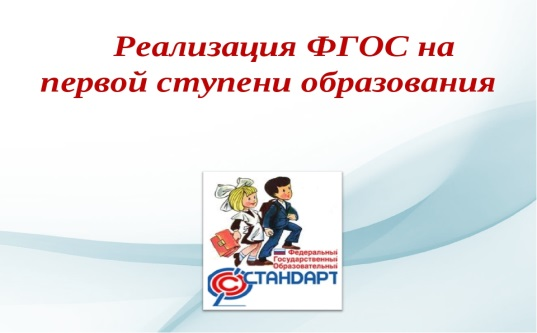 Реализация ФГОС на
первой ступени образования
Федеральный
Государственный
Образовательный
СТАНДАРТ